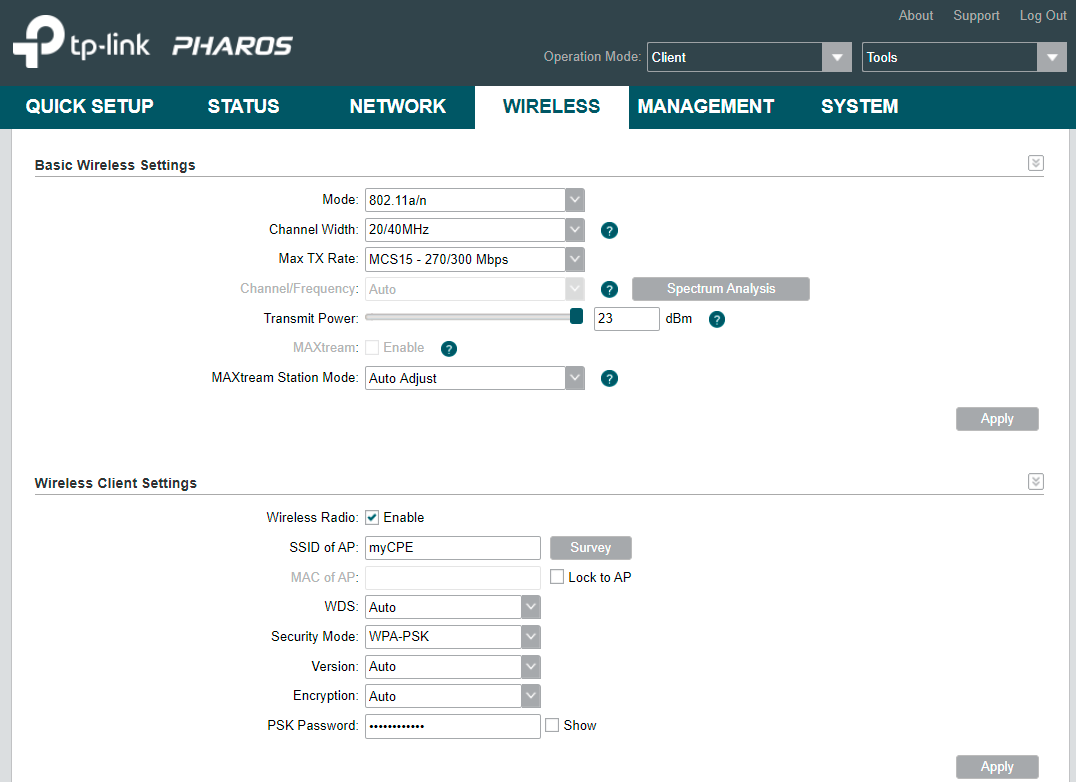 About Support Log Out
tp-link PHAROS
Operation Mode: Client Tools
QUICK SETUP STATUS NETWORK WIRELESS MANAGEMENT SYSTEM
Basic Wireless Settings
Mode: 802.11a/n
Channel Width: 20/40MHz ?
Max TX Rate: MCS15 - 270/300 Mbps
Channel/Frequency: Auto ? Spectrum Analysis
Transmit Power: 23 dBm ?
MAXtream: Enable ?
MAXtream Station Mode: Auto Adjust ?
Apply
Wireless Client Settings
Wireless Radio: Enable
SSID of AP: myCPE Survey
MAC of AP: Lock to AP
WDS: Auto
Security Mode: WPA-PSK
Version: Auto
Encryption: Auto
PSK Password: •••••••••••• Show
Apply